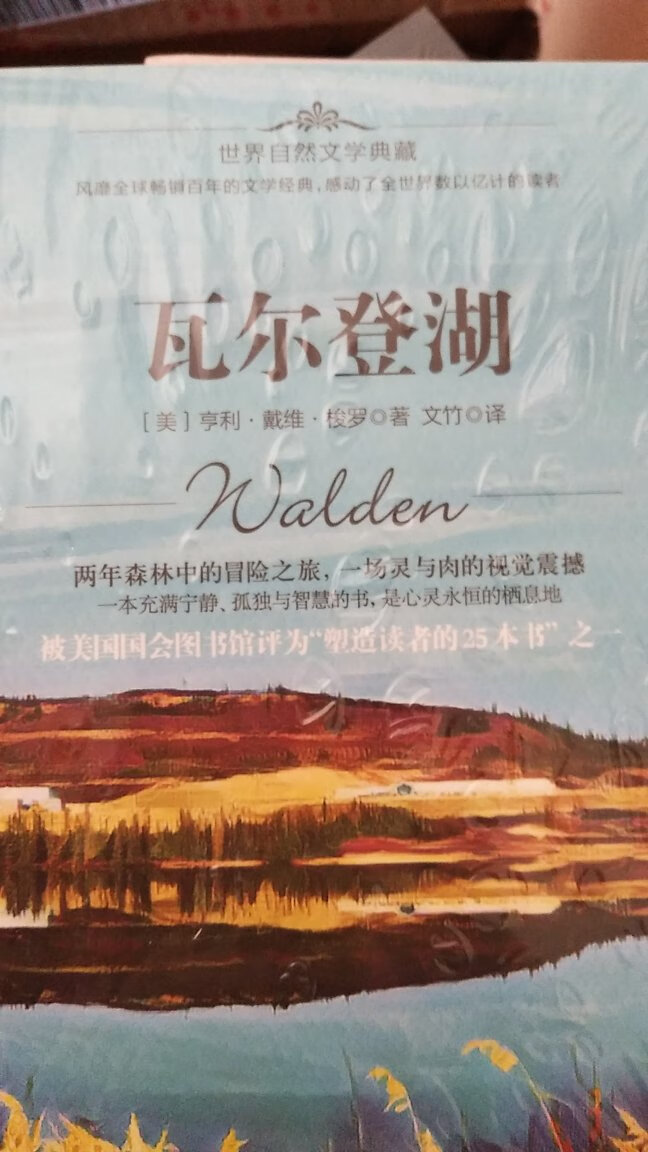 世界自然文学典藏
风靡全球畅销百年的文学经典，感动了全世界数以亿计的读者
瓦尔登湖
［美］亨利·戴维·梭罗◎著 文竹◎译
Walden
两年森林中的冒险之旅，一场灵与肉的视觉震撼
一本充满宁静、孤独与智慧的书，是心灵永恒的栖息地
被美国国会图书馆评为“塑造读者的25本书”之一